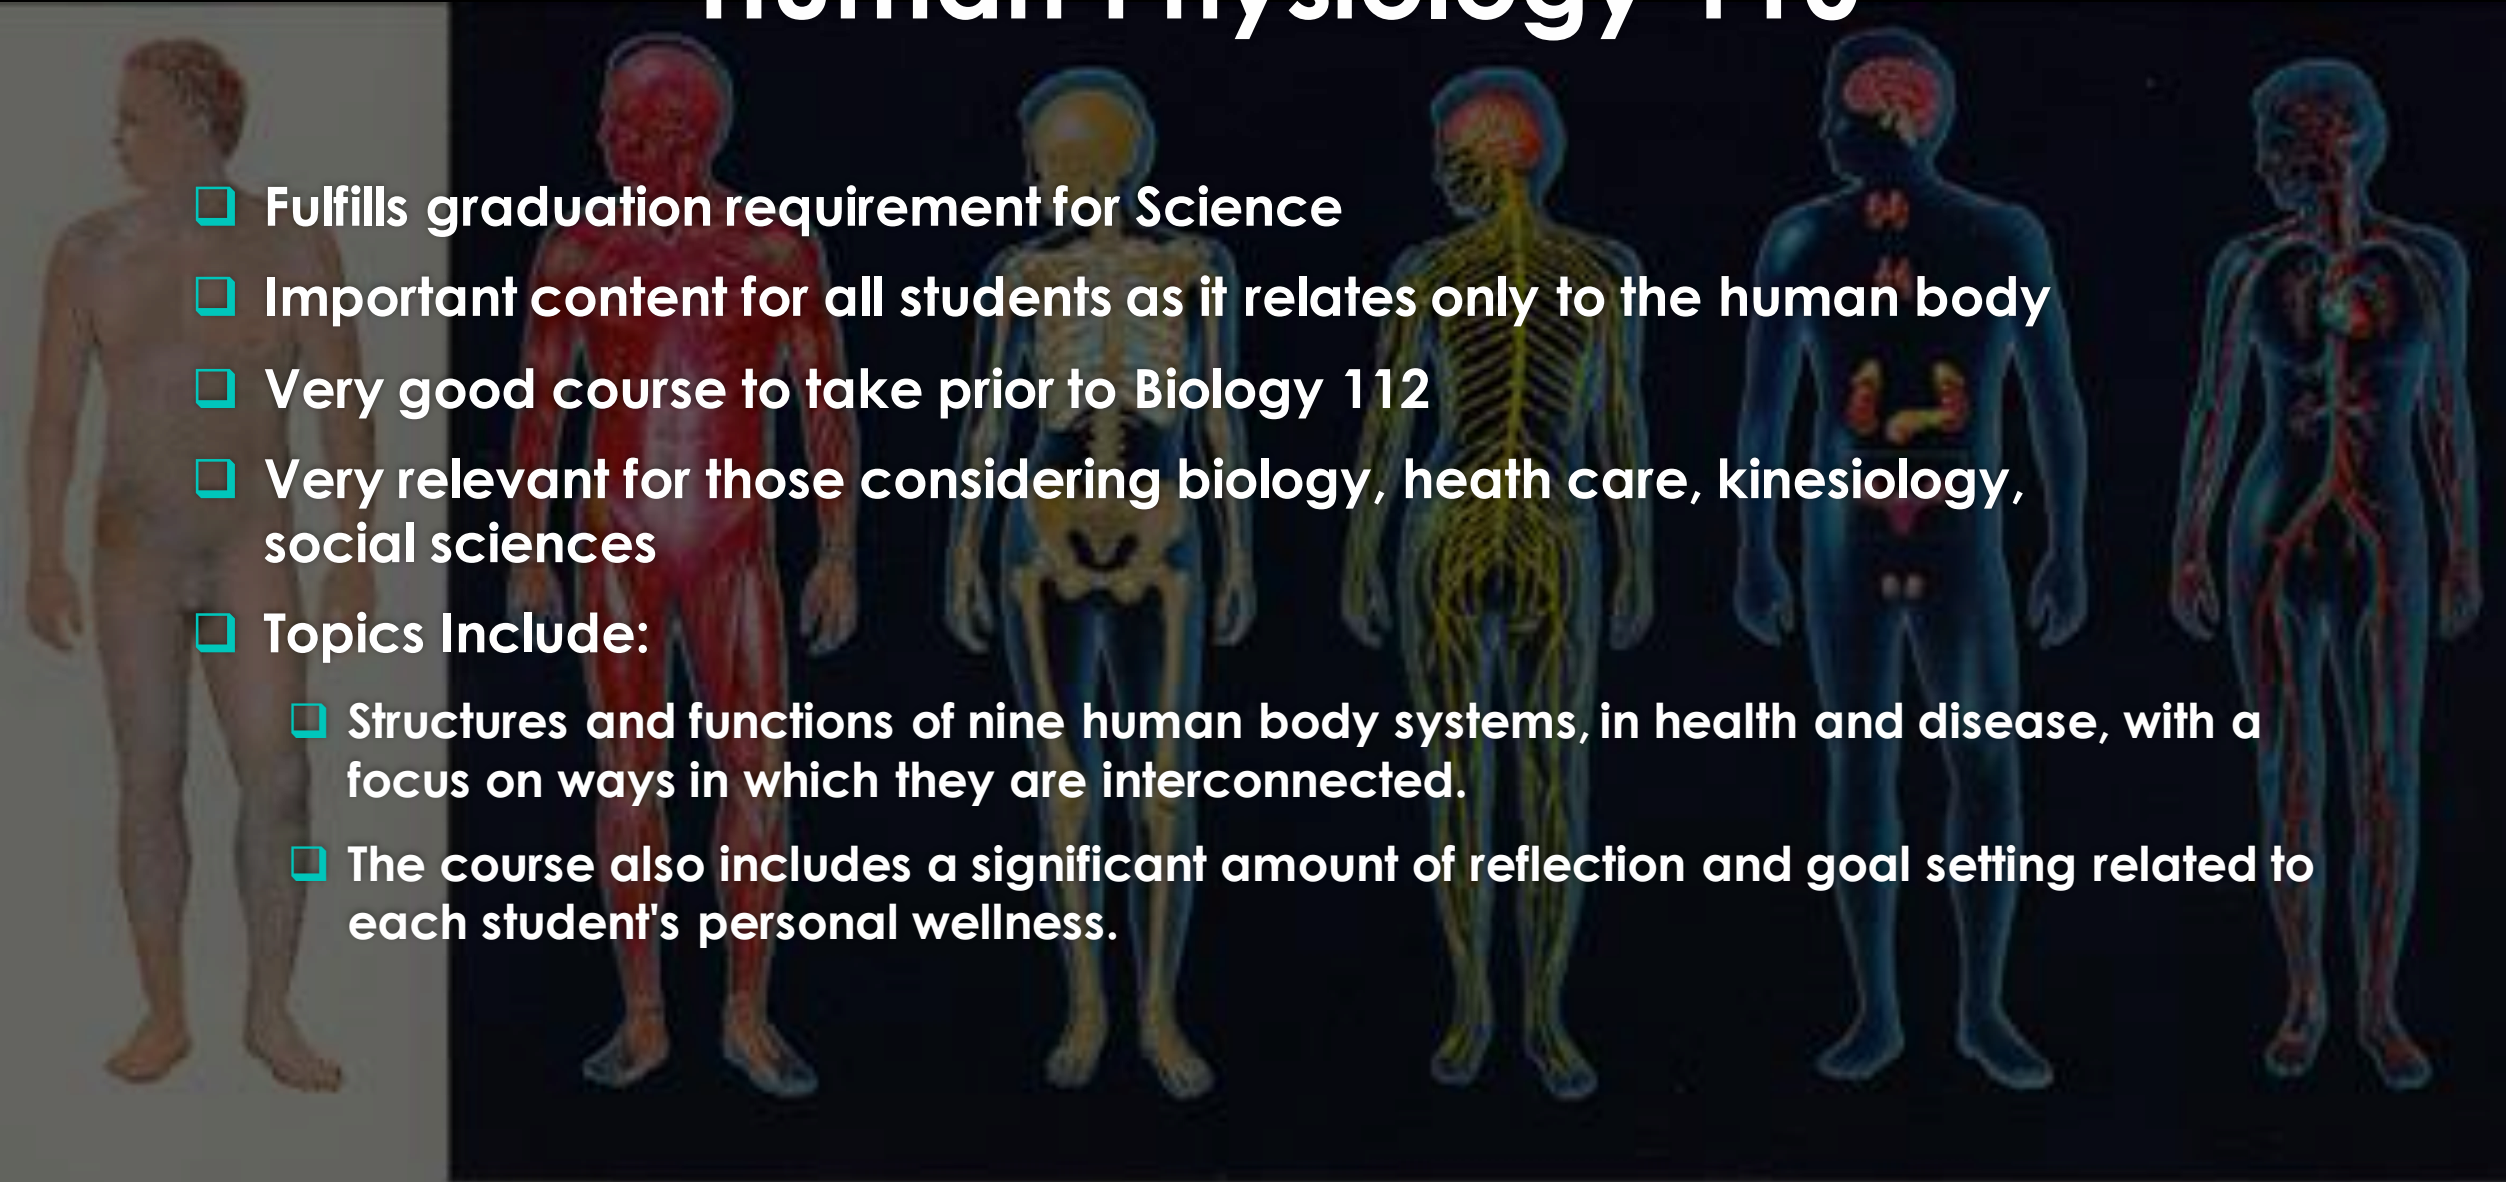 Human Physiology 110
Fulfills graduation requirement for Science
Important content for all students as it relates only to the human body
Very good course to take prior to Biology 112
Very relevant for those considering biology, heath care, kinesiology,
social sciences
Topics Include:
Structures and functions of nine human body systems, in health and disease, with a
focus on ways in which they are interconnected.
The course also includes a significant amount of reflection and goal setting related to
each student's personal wellness.